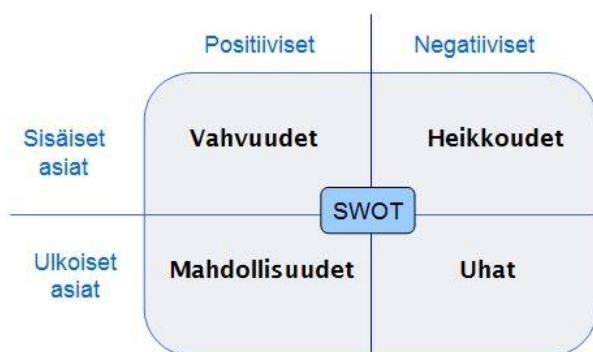 Positiiviset
Negatiiviset
Sisäiset
asiat
Vahvuudet
Heikkoudet
SWOT
Ulkoiset
asiat
Mahdollisuudet
Uhat